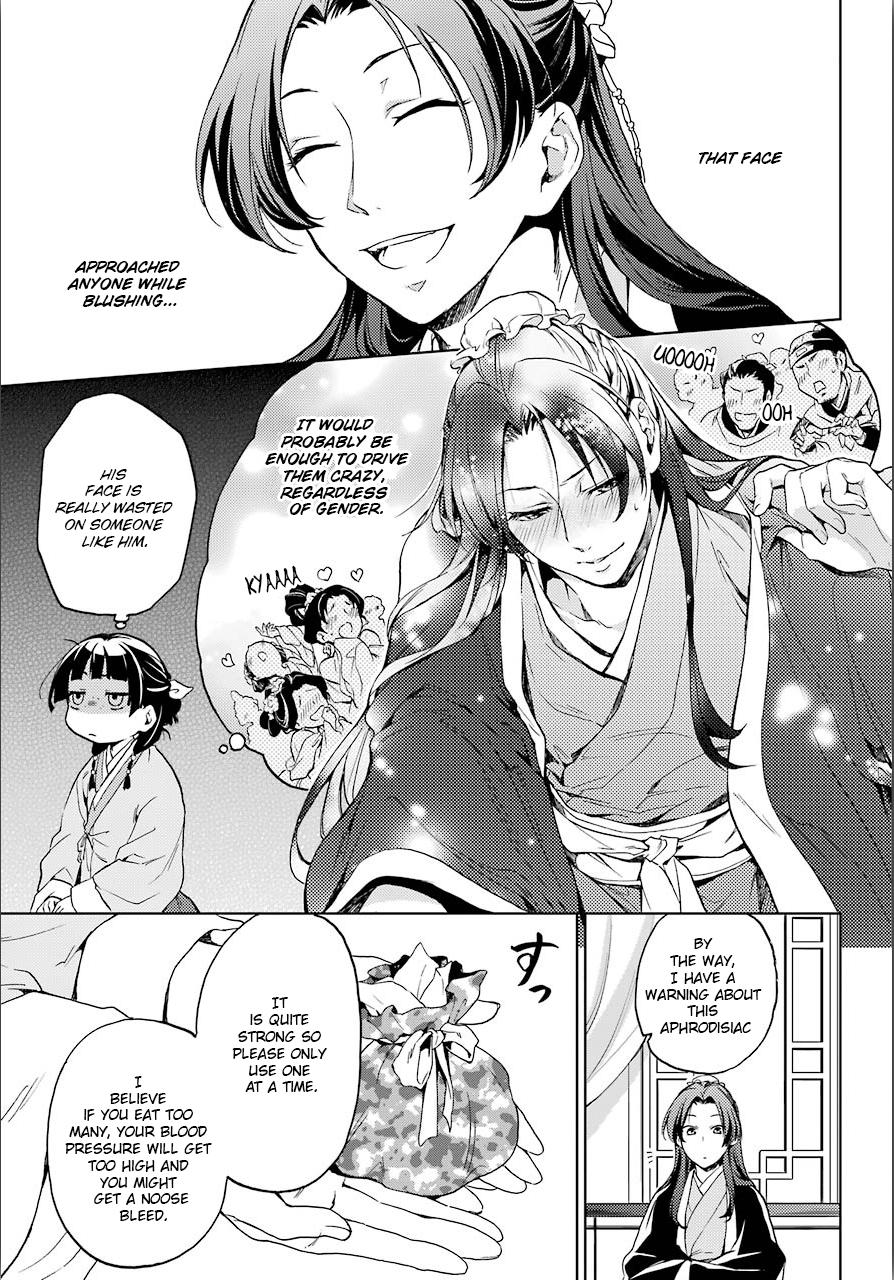 THAT FACE
APPROACHED
ANYONE WHILE
BLUSHING...
UOOOOH
OOH
IT WOULD
PROBABLY BE
ENOUGH TO DRIVE
THEM CRAZY,
REGARDLESS
OF GENDER.
KYAAAA
HIS
FACE IS
REALLY WASTED
ON SOMEONE
LIKE HIM.
BY
THE WAY,
I HAVE A
WARNING ABOUT
THIS
APHRODISIAC
すっ
IT
IS QUITE
STRONG SO
PLEASE ONLY
USE ONE
AT A TIME.
I
BELIEVE
IF YOU EAT TOO
MANY, YOUR BLOOD
PRESSURE WILL GET
TOO HIGH AND
YOU MIGHT
GET A NOOSE
BLEED.